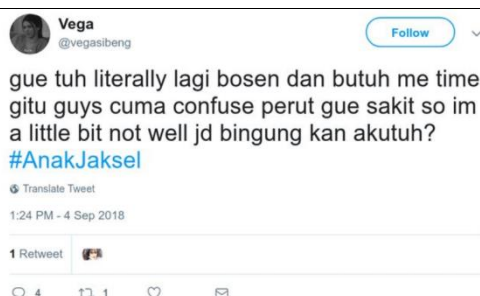 Vega
@vegasibeng
Follow
gue tuh literally lagi bosen dan butuh me time
gitu guys cuma confuse perut gue sakit so im
a little bit not well jd bingung kan akutuh?
#AnakJaksel
Translate Tweet
1:24 PM - 4 Sep 2018
1 Retweet
4 1